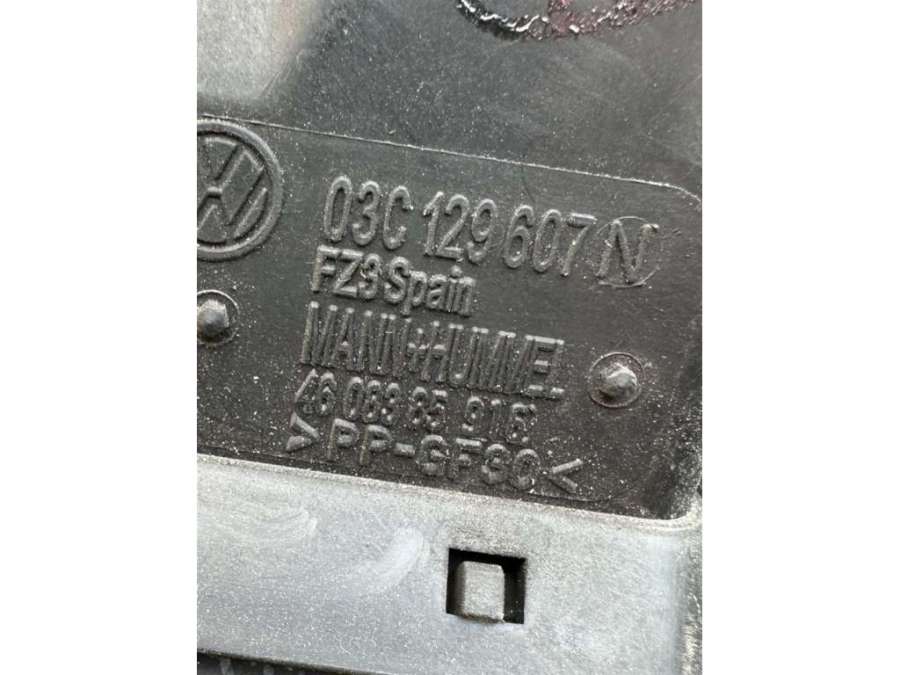 03C 129 607 N
FZ3 Spain
MANN+HUMMEL
46 083 85 916
>PP-GF30<